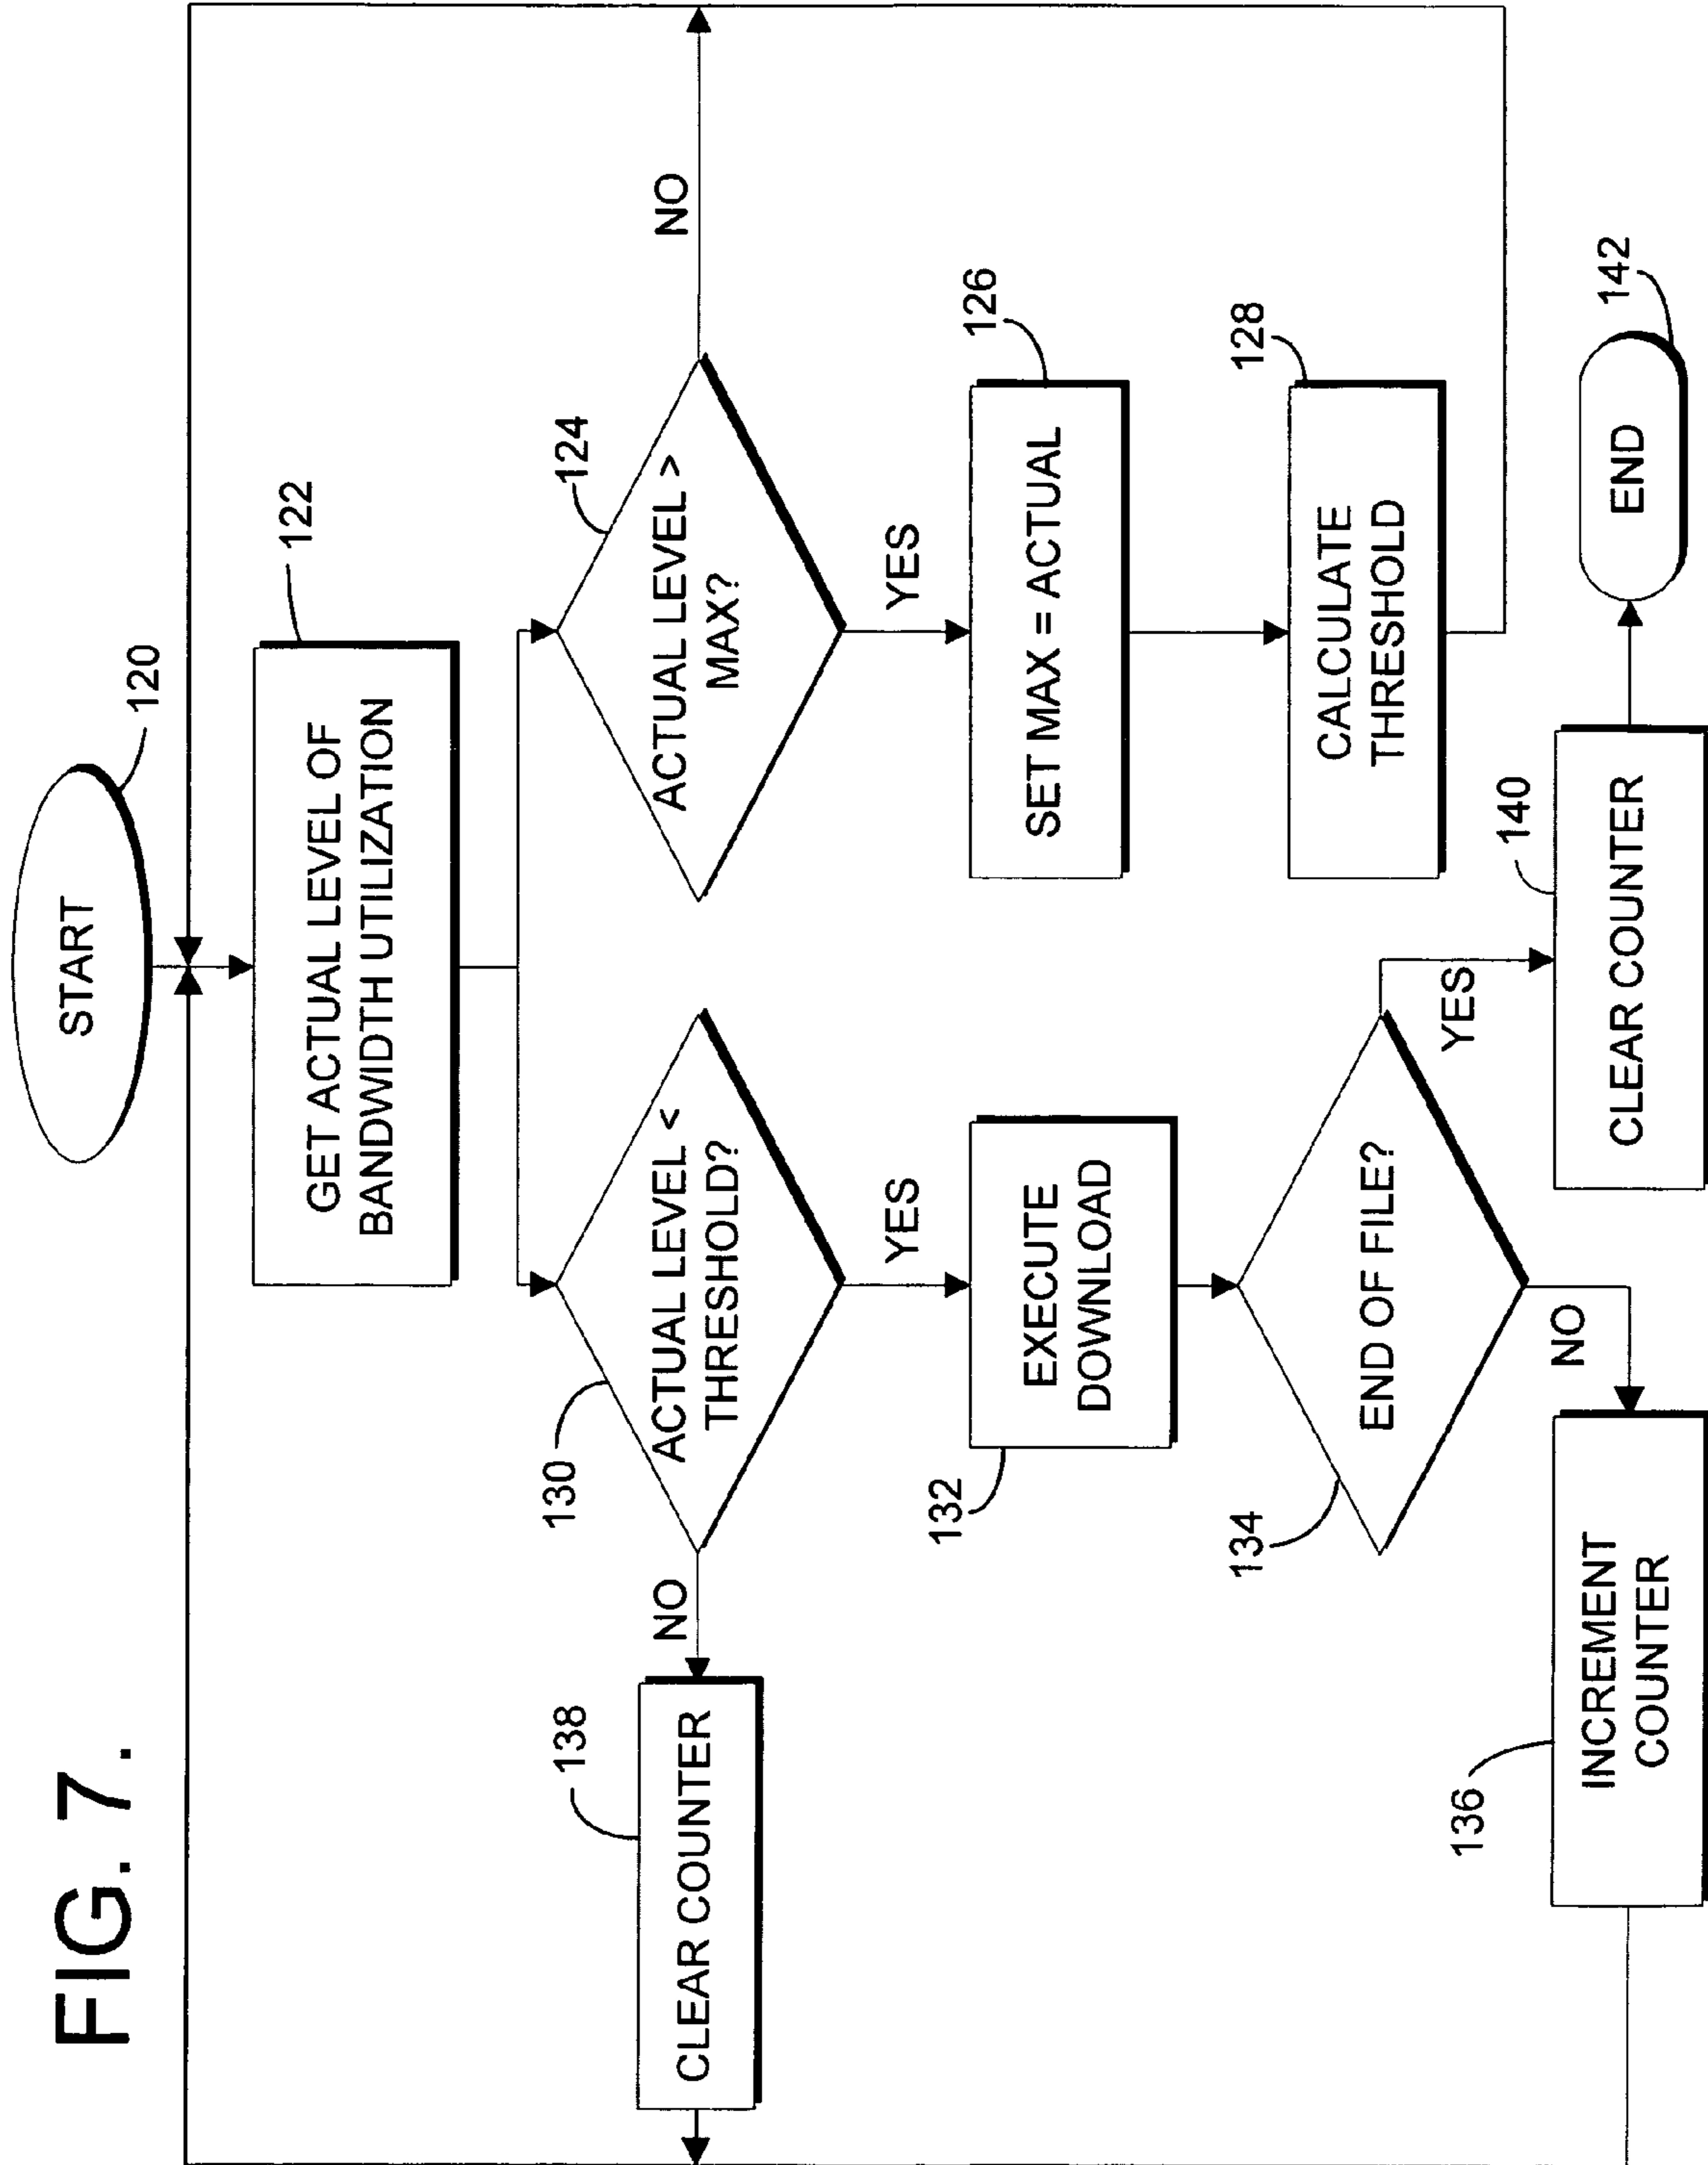 FIG. 7.
START
120
GET ACTUAL LEVEL OF
BANDWIDTH UTILIZATION
122
130
ACTUAL LEVEL <
THRESHOLD?
124
ACTUAL LEVEL >
MAX?
NO
NO
138
CLEAR COUNTER
YES
YES
132
EXECUTE
DOWNLOAD
126
SET MAX = ACTUAL
134
END OF FILE?
128
CALCULATE
THRESHOLD
YES
NO
136
INCREMENT
COUNTER
140
CLEAR COUNTER
END
142